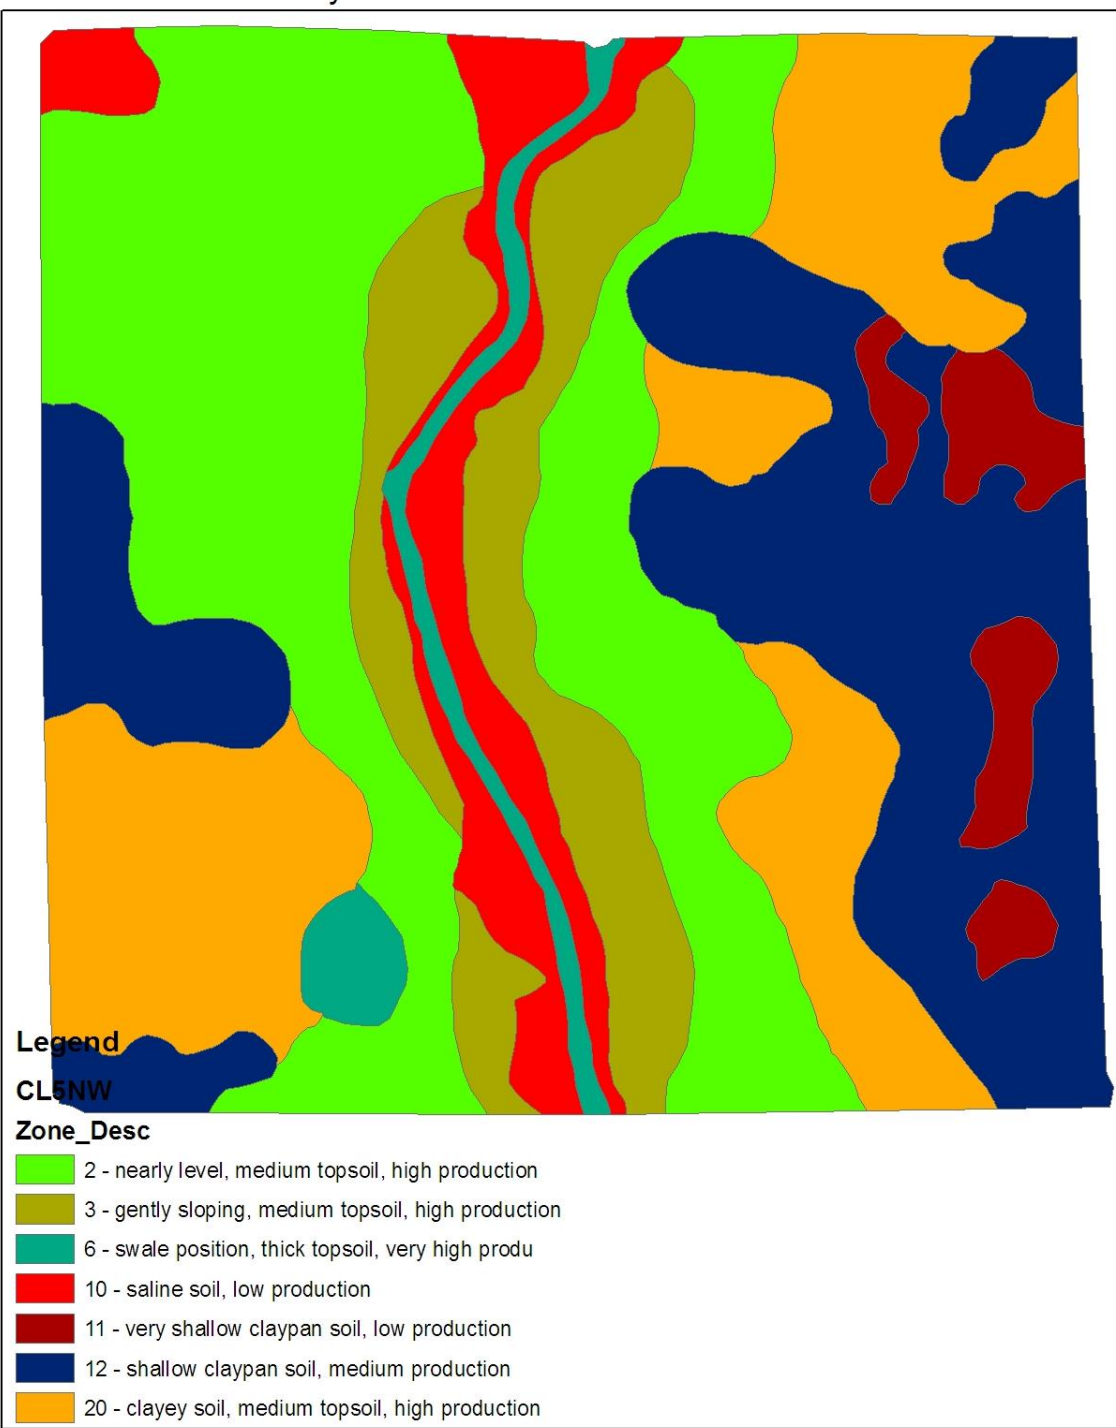 Legend
CL5NW
Zone_Desc
2 - nearly level, medium topsoil, high production
3 - gently sloping, medium topsoil, high production
6 - swale position, thick topsoil, very high produ
10 - saline soil, low production
11 - very shallow claypan soil, low production
12 - shallow claypan soil, medium production
20 - clayey soil, medium topsoil, high production